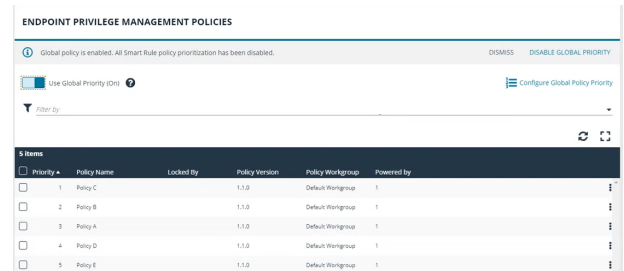 ENDPOINT PRIVILEGE MANAGEMENT POLICIES
Global policy is enabled. All Smart Rule policy prioritization has been disabled. DISMISS DISABLE GLOBAL PRIORITY
Use Global Priority (On) ? Configure Global Policy Priority
Filter by
5 items
Priority Policy Name Locked By Policy Version Policy Workgroup Powered by
1 Policy C 1.1.0 Default Workgroup 1
2 Policy B 1.1.0 Default Workgroup 1
3 Policy A 1.1.0 Default Workgroup 1
4 Policy D 1.1.0 Default Workgroup 1
5 Policy E 1.1.0 Default Workgroup 1